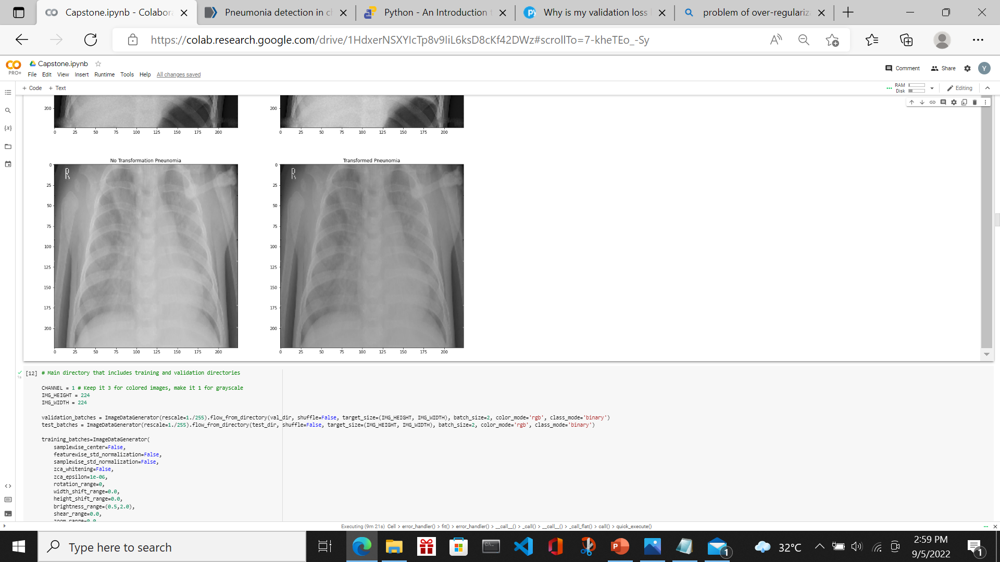 Capstone.ipynb - Colabora
Pneumonia detection in ch
Python - An Introduction t
Why is my validation loss
problem of over-regulariza
https://colab.research.google.com/drive/1HdxerNSXYIcTp8v9IiL6ksD8cKf42DWz#scrollTo=7-kheTEo_-Sy
Capstone.ipynb
PRO+
File Edit View Insert Runtime Tools Help All changes saved
Comment Share Y
+ Code + Text
RAM
Disk
Editing
200 200
0 25 50 75 100 125 150 175 200 0 25 50 75 100 125 150 175 200
No Transformation Peunomia Transformed Peunomia
0 R 0 R
25 25
50 50
75 75
100 100
125 125
150 150
175 175
200 200
0 25 50 75 100 125 150 175 200 0 25 50 75 100 125 150 175 200
[12] # Main directory that includes training and validation directories
1s
CHANNEL = 1 # Keep it 3 for colored images, make it 1 for grayscale
IMG_HEIGHT = 224
IMG_WIDTH = 224
validation_batches = ImageDataGenerator(rescale=1./255).flow_from_directory(val_dir, shuffle=False, target_size=(IMG_HEIGHT, IMG_WIDTH), batch_size=2, color_mode='rgb', class_mode='binary')
test_batches = ImageDataGenerator(rescale=1./255).flow_from_directory(test_dir, shuffle=False, target_size=(IMG_HEIGHT, IMG_WIDTH), batch_size=2, color_mode='rgb', class_mode='binary')
training_batches=ImageDataGenerator(
samplewise_center=False,
featurewise_std_normalization=False,
samplewise_std_normalization=False,
zca_whitening=False,
zca_epsilon=1e-06,
rotation_range=0,
width_shift_range=0.0,
height_shift_range=0.0,
brightness_range=(0.5,2.0),
shear_range=0.0,
zoom_range=0.0
Executing (9m 21s) Cell > error_handler() > fit() > error_handler() > __call__() > _call() > __call__() > _call_flat() > call() > quick_execute()
Type here to search
32°C
2:59 PM
9/5/2022
1
1